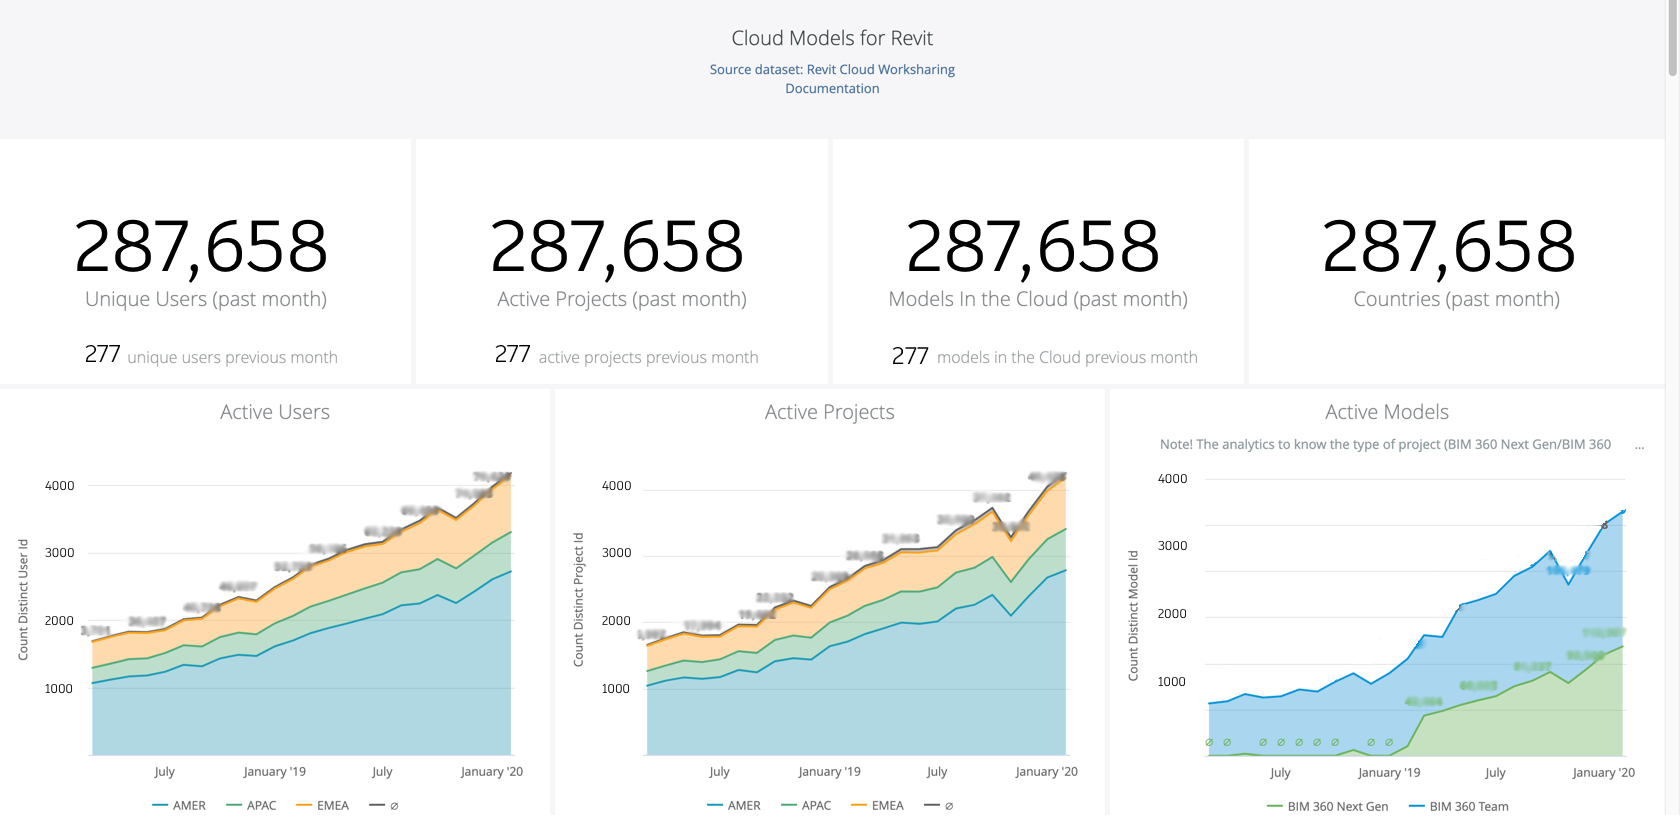 Cloud Models for Revit
Source dataset: Revit Cloud Worksharing
Documentation
287,658
Unique Users (past month)
277 unique users previous month
287,658
Active Projects (past month)
277 active projects previous month
287,658
Models In the Cloud (past month)
277 models in the Cloud previous month
287,658
Countries (past month)
Active Users
Count Distinct User Id
4000
3000
2000
1000
July
January '19
July
January '20
AMER APAC EMEA ∅
Active Projects
Count Distinct Project Id
4000
3000
2000
1000
July
January '19
July
January '20
AMER APAC EMEA ∅
Active Models
Note! The analytics to know the type of project (BIM 360 Next Gen/BIM 360 ...
Count Distinct Model Id
4000
3000
2000
1000
∅ ∅ ∅ ∅ ∅ ∅ ∅ ∅ ∅
July
January '19
July
January '20
BIM 360 Next Gen BIM 360 Team